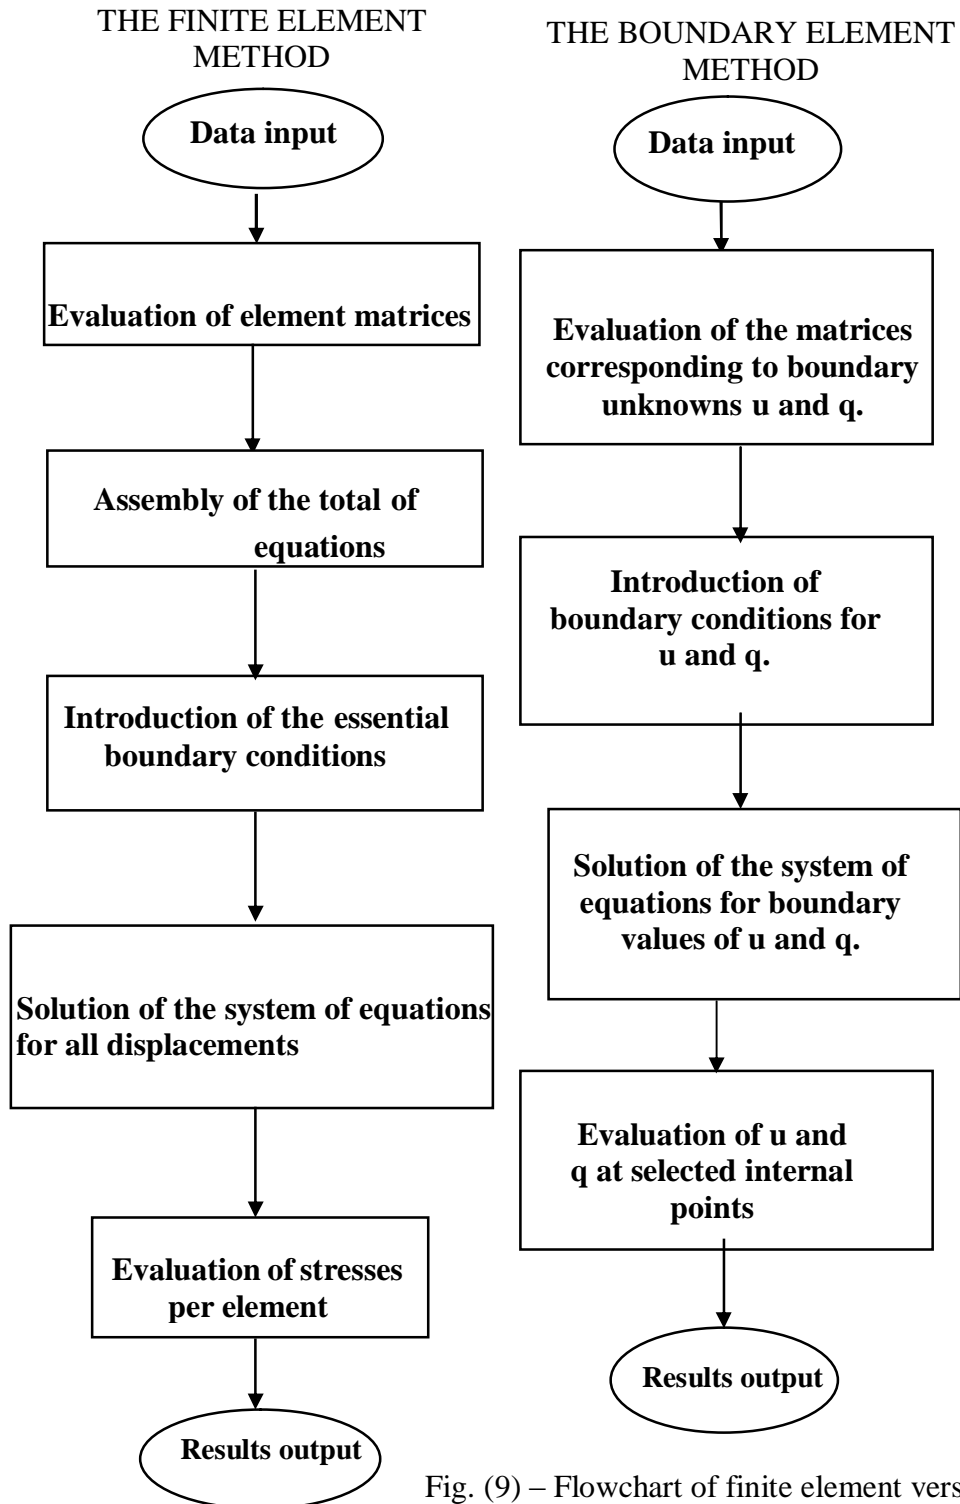 THE FINITE ELEMENT
METHOD
Data input
Evaluation of element matrices
Assembly of the total of
equations
Introduction of the essential
boundary conditions
Solution of the system of equations
for all displacements
Evaluation of stresses
per element
Results output
THE BOUNDARY ELEMENT
METHOD
Data input
Evaluation of the matrices
corresponding to boundary
unknowns u and q.
Introduction of
boundary conditions for
u and q.
Solution of the system of
equations for boundary
values of u and q.
Evaluation of u and
q at selected internal
points
Results output
Fig. (9) – Flowchart of finite element vers